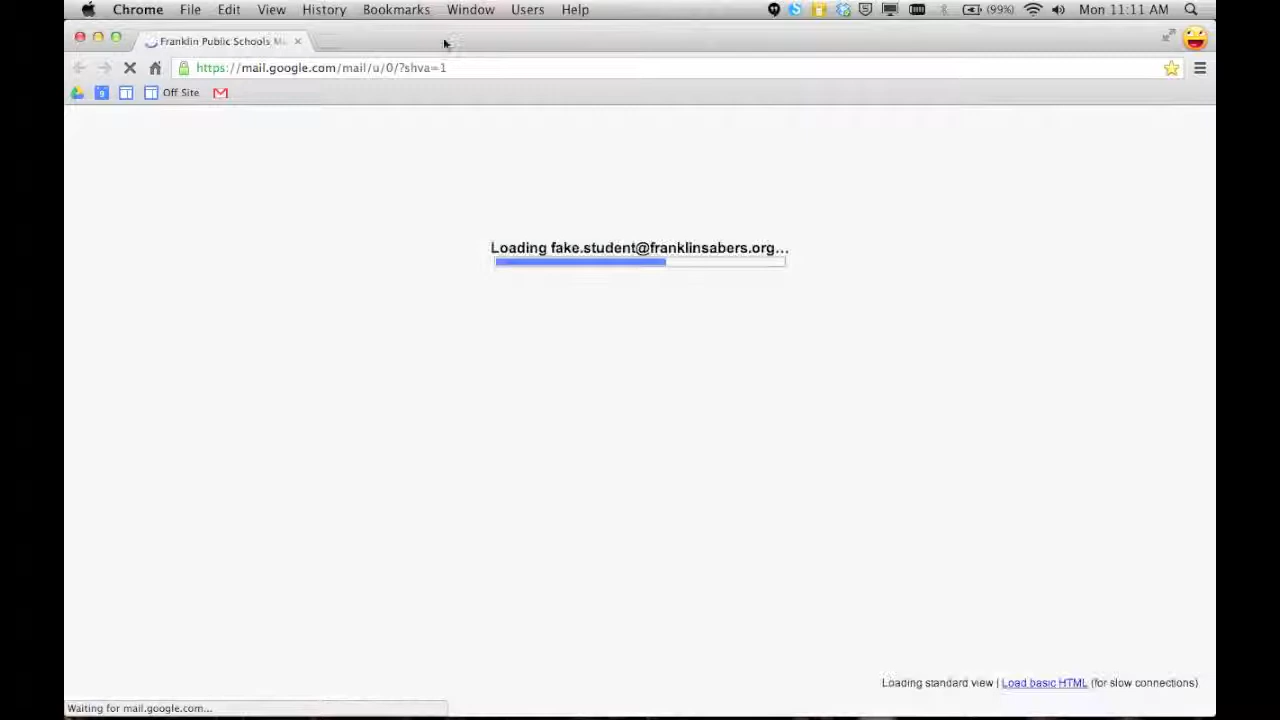 Chrome File Edit View History Bookmarks Window Users Help (99%) Mon 11:11 AM
Franklin Public Schools
https://mail.google.com/mail/u/0/?shva=1
9 Off Site
Loading fake.student@franklinsabers.org...
Loading standard view | Load basic HTML (for slow connections)
Waiting for mail.google.com...